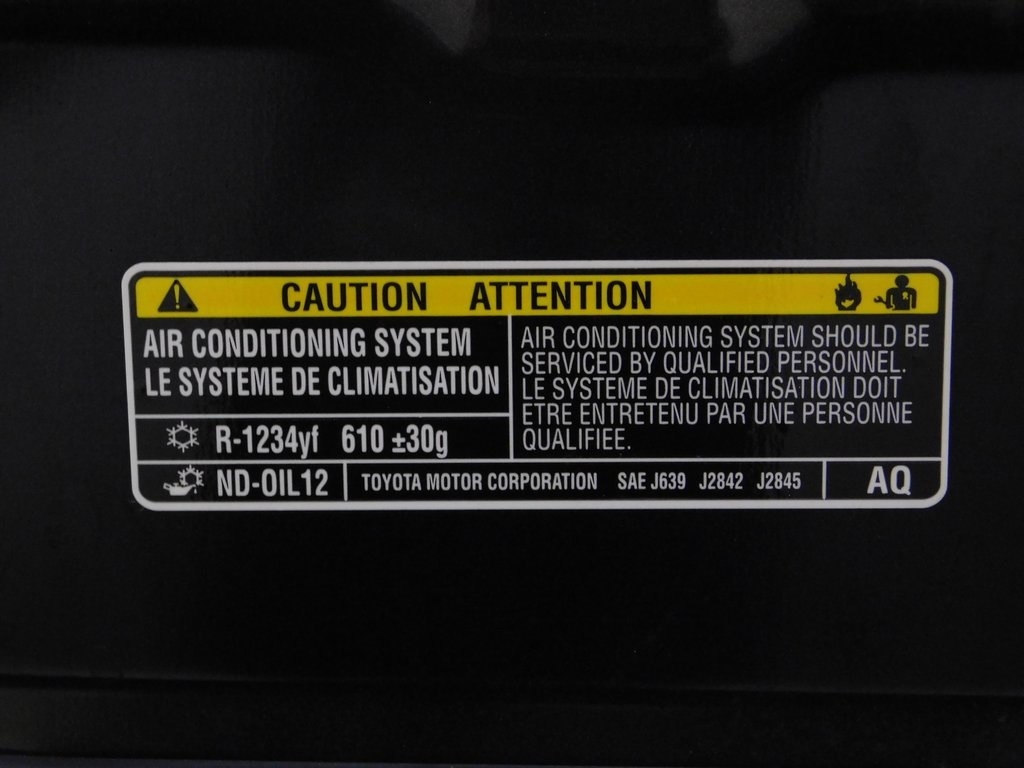 CAUTION ATTENTION
AIR CONDITIONING SYSTEM
LE SYSTEME DE CLIMATISATION
AIR CONDITIONING SYSTEM SHOULD BE
SERVICED BY QUALIFIED PERSONNEL.
LE SYSTEME DE CLIMATISATION DOIT
ETRE ENTRETENU PAR UNE PERSONNE
QUALIFIEE.
R-1234yf 610 ±30g
ND-OIL12
TOYOTA MOTOR CORPORATION SAE J639 J2842 J2845
AQ